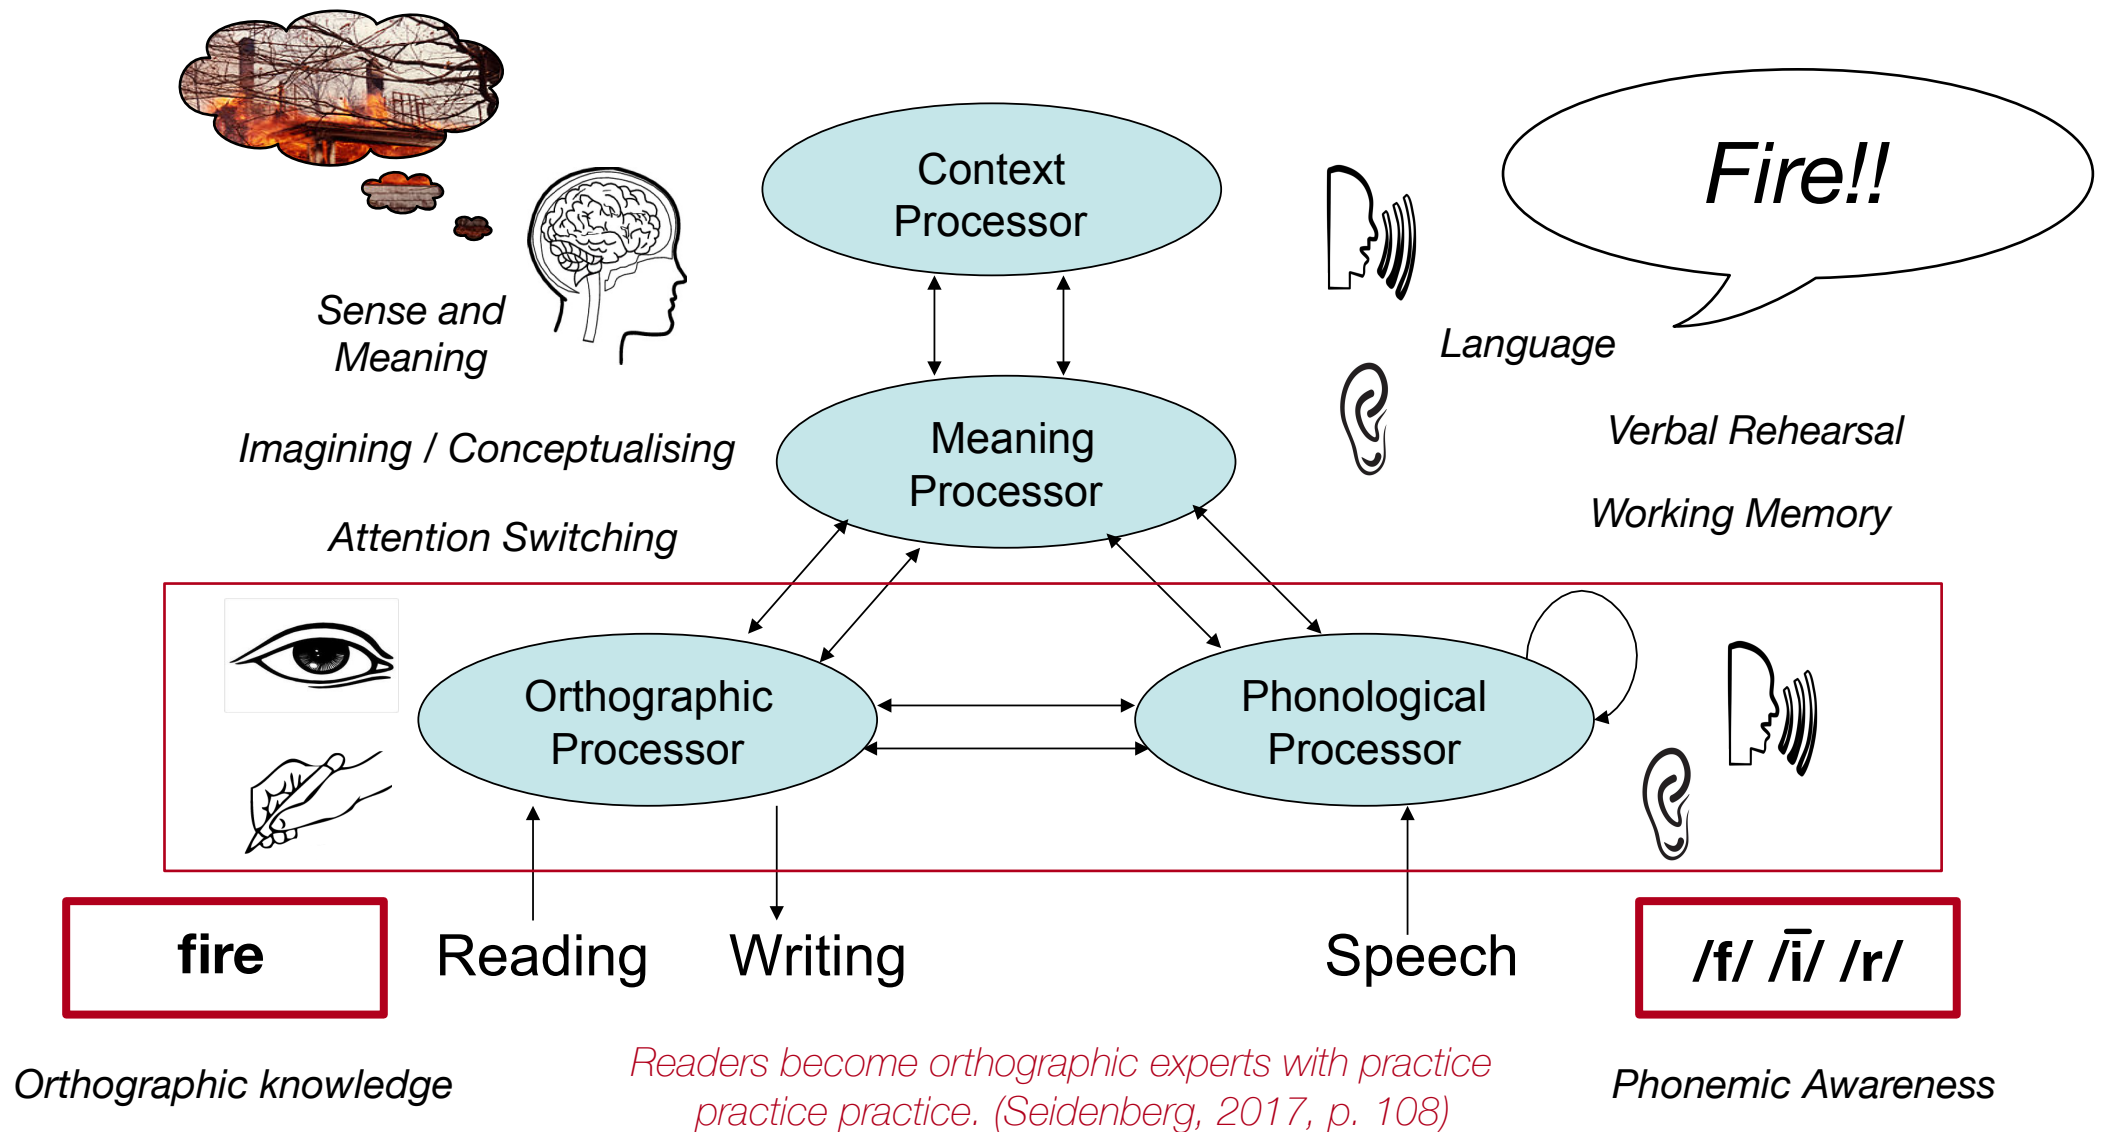 Context
Processor
Fire!!
Sense and
Meaning
Language
Imagining / Conceptualising
Meaning
Processor
Verbal Rehearsal
Attention Switching
Working Memory
Orthographic
Processor
Phonological
Processor
fire
Reading
Writing
Speech
/f/ /ī/ /r/
Orthographic knowledge
Readers become orthographic experts with practice
practice practice. (Seidenberg, 2017, p. 108)
Phonemic Awareness